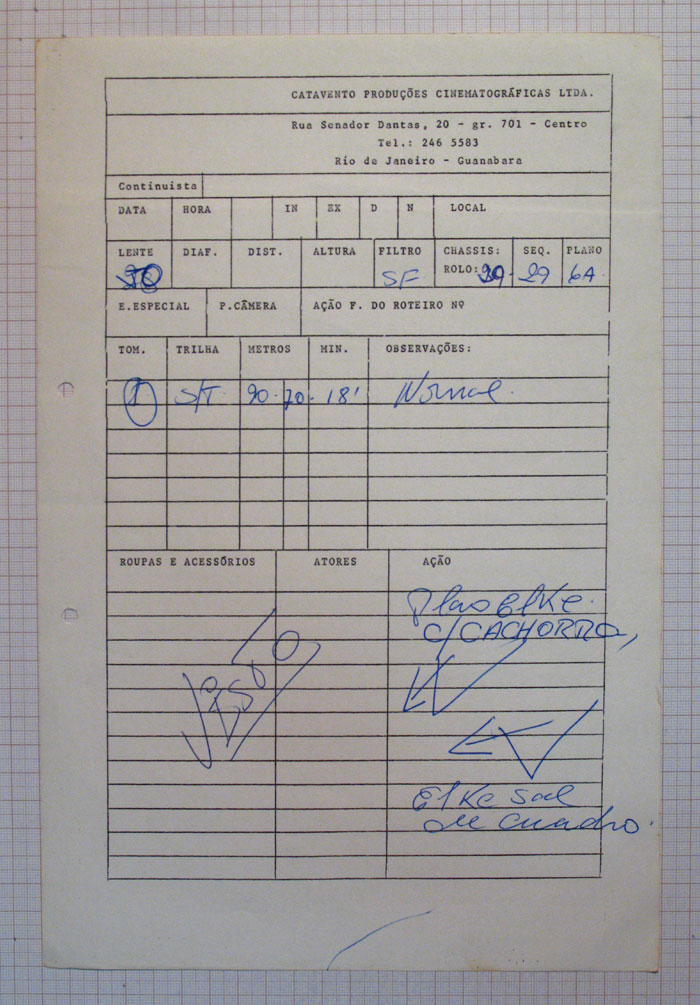 CATAVENTO PRODUÇÕES CINEMATOGRÁFICAS LTDA.
Rua Senador Dantas, 20 - gr. 701 - Centro
Tel.: 246 5583
Rio de Janeiro - Guanabara
Continuista
DATA HORA IN EX D N LOCAL
LENTE DIAF. DIST. ALTURA FILTRO CHASSIS: SEQ. PLANO
SF ROLO: 29 6A
E.ESPECIAL P.CÂMERA AÇÃO F. DO ROTEIRO Nº
TOM. TRILHA METROS MIN. OBSERVAÇÕES:
1 S/T 90 70 18' Normal
ROUPAS E ACESSÓRIOS ATORES AÇÃO
Plano Elke
C/CACHORRO,
Elke sai
de cuadro.